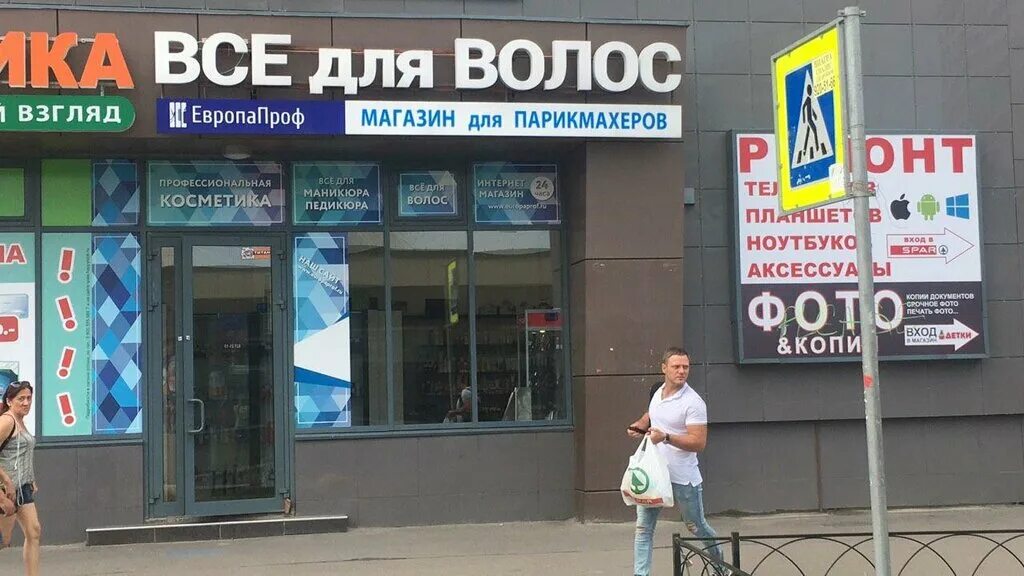 ИКА
Й ВЗГЛЯД
ВСЕ для ВОЛОС
ЕвропаПроф
МАГАЗИН для ПАРИКМАХЕРОВ
ПРОФЕССИОНАЛЬНАЯ
КОСМЕТИКА
ВСЁ ДЛЯ
МАНИКЮРА
ПЕДИКЮРА
ВСЁ ДЛЯ
ВОЛОС
ИНТЕРНЕТ
МАГАЗИН
24
www.europaprof.ru
НАШ САЙТ
Р ОНТ
ТЕЛ В
ПЛАНШЕТОВ
НОУТБУКО
АКСЕССУАРЫ
ВХОД В
SPAR
ФОТО
&КОПИ
КОПИИ ДОКУМЕНТОВ
СРОЧНОЕ ФОТО
ПЕЧАТЬ ФОТО...
ВХОД
В МАГАЗИН
ДЕТКИ